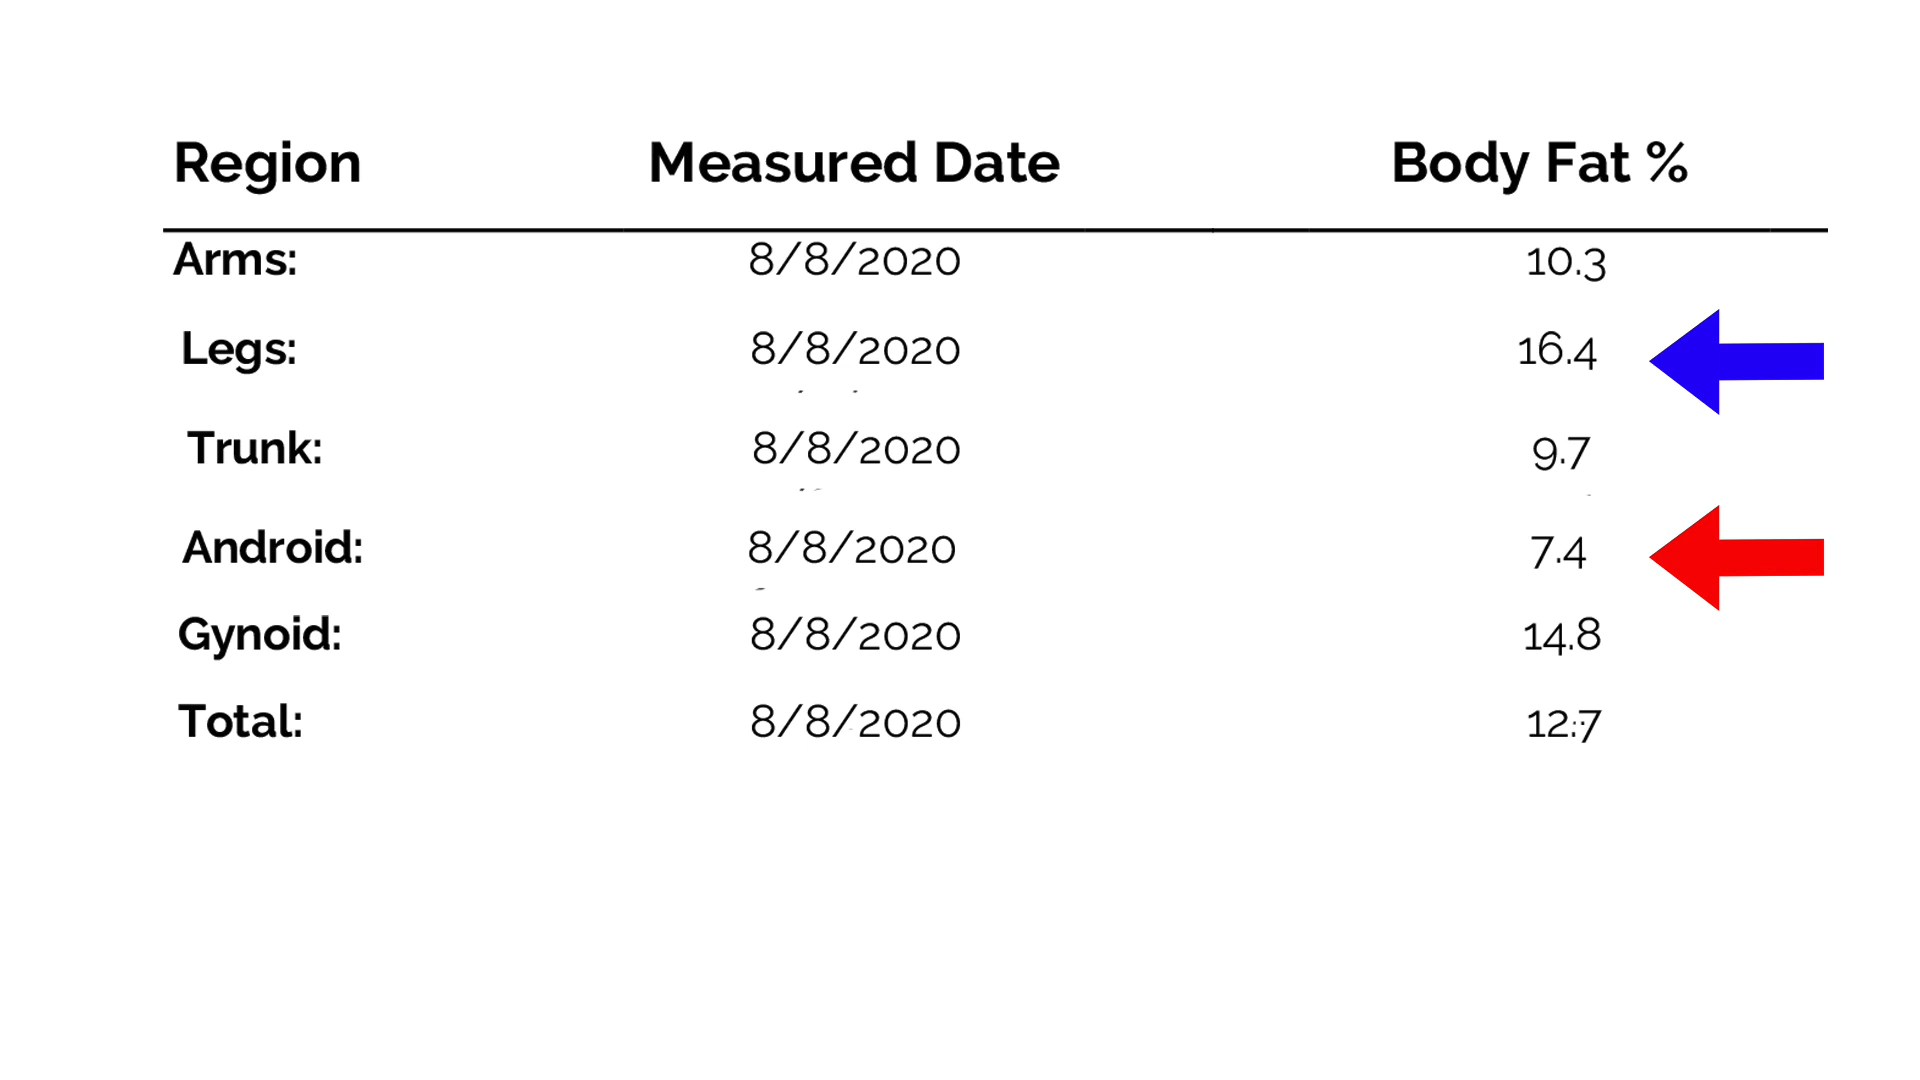 Region Measured Date Body Fat %
Arms: 8/8/2020 10.3
Legs: 8/8/2020 16.4
Trunk: 8/8/2020 9.7
Android: 8/8/2020 7.4
Gynoid: 8/8/2020 14.8
Total: 8/8/2020 12.7